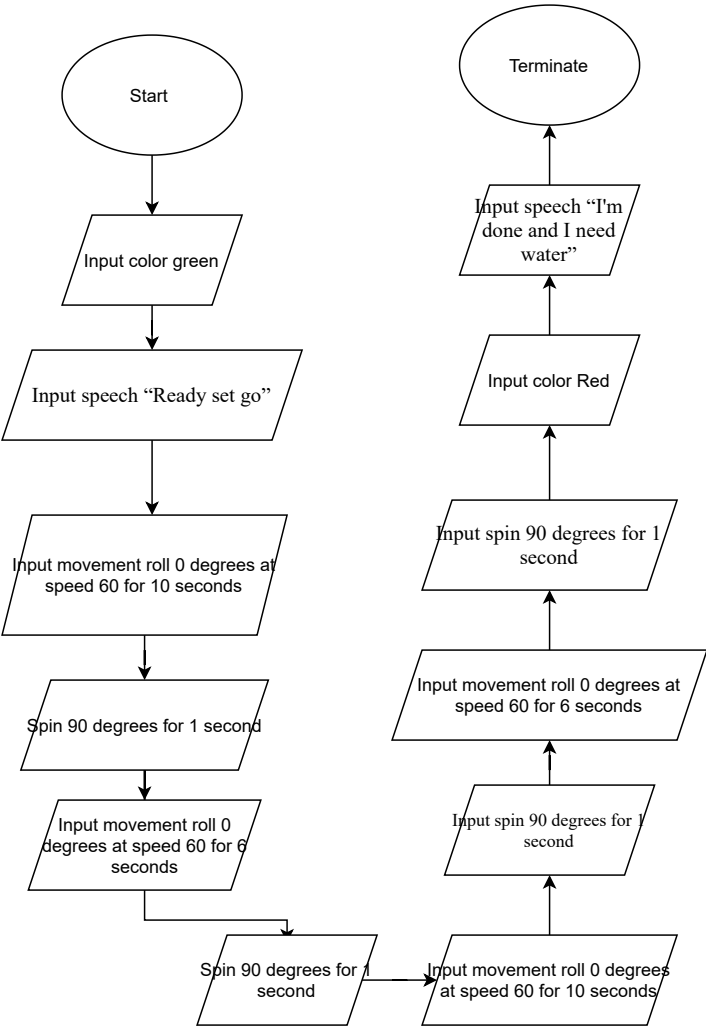 Start
Input color green
Input speech “Ready set go”
Input movement roll 0 degrees at
speed 60 for 10 seconds
Spin 90 degrees for 1 second
Input movement roll 0
degrees at speed 60 for 6
seconds
Spin 90 degrees for 1
second
Input movement roll 0 degrees
at speed 60 for 10 seconds
Input spin 90 degrees for 1
second
Input movement roll 0 degrees at
speed 60 for 6 seconds
Input spin 90 degrees for 1
second
Input color Red
Input speech “I'm
done and I need
water”
Terminate